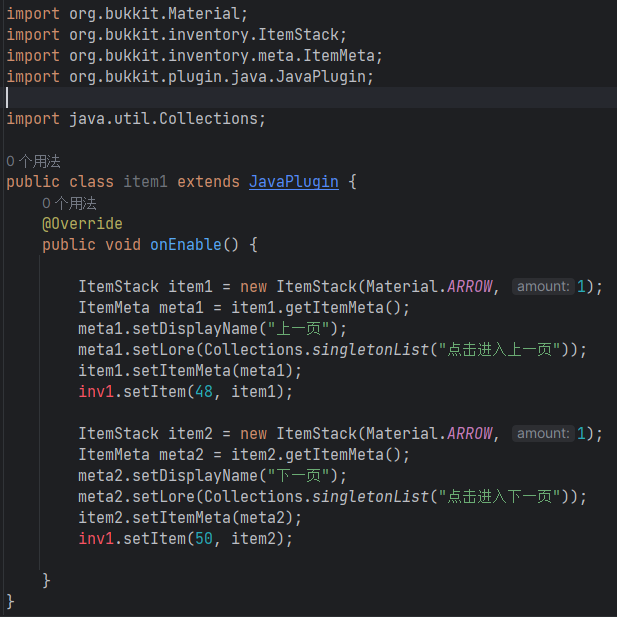 import org.bukkit.Material;
import org.bukkit.inventory.ItemStack;
import org.bukkit.inventory.meta.ItemMeta;
import org.bukkit.plugin.java.JavaPlugin;
import java.util.Collections;
0 个用法
public class item1 extends JavaPlugin {
0 个用法
@Override
public void onEnable() {
ItemStack item1 = new ItemStack(Material.ARROW, amount: 1);
ItemMeta meta1 = item1.getItemMeta();
meta1.setDisplayName("上一页");
meta1.setLore(Collections.singletonList("点击进入上一页"));
item1.setItemMeta(meta1);
inv1.setItem(48, item1);
ItemStack item2 = new ItemStack(Material.ARROW, amount: 1);
ItemMeta meta2 = item2.getItemMeta();
meta2.setDisplayName("下一页");
meta2.setLore(Collections.singletonList("点击进入下一页"));
item2.setItemMeta(meta2);
inv1.setItem(50, item2);
}
}